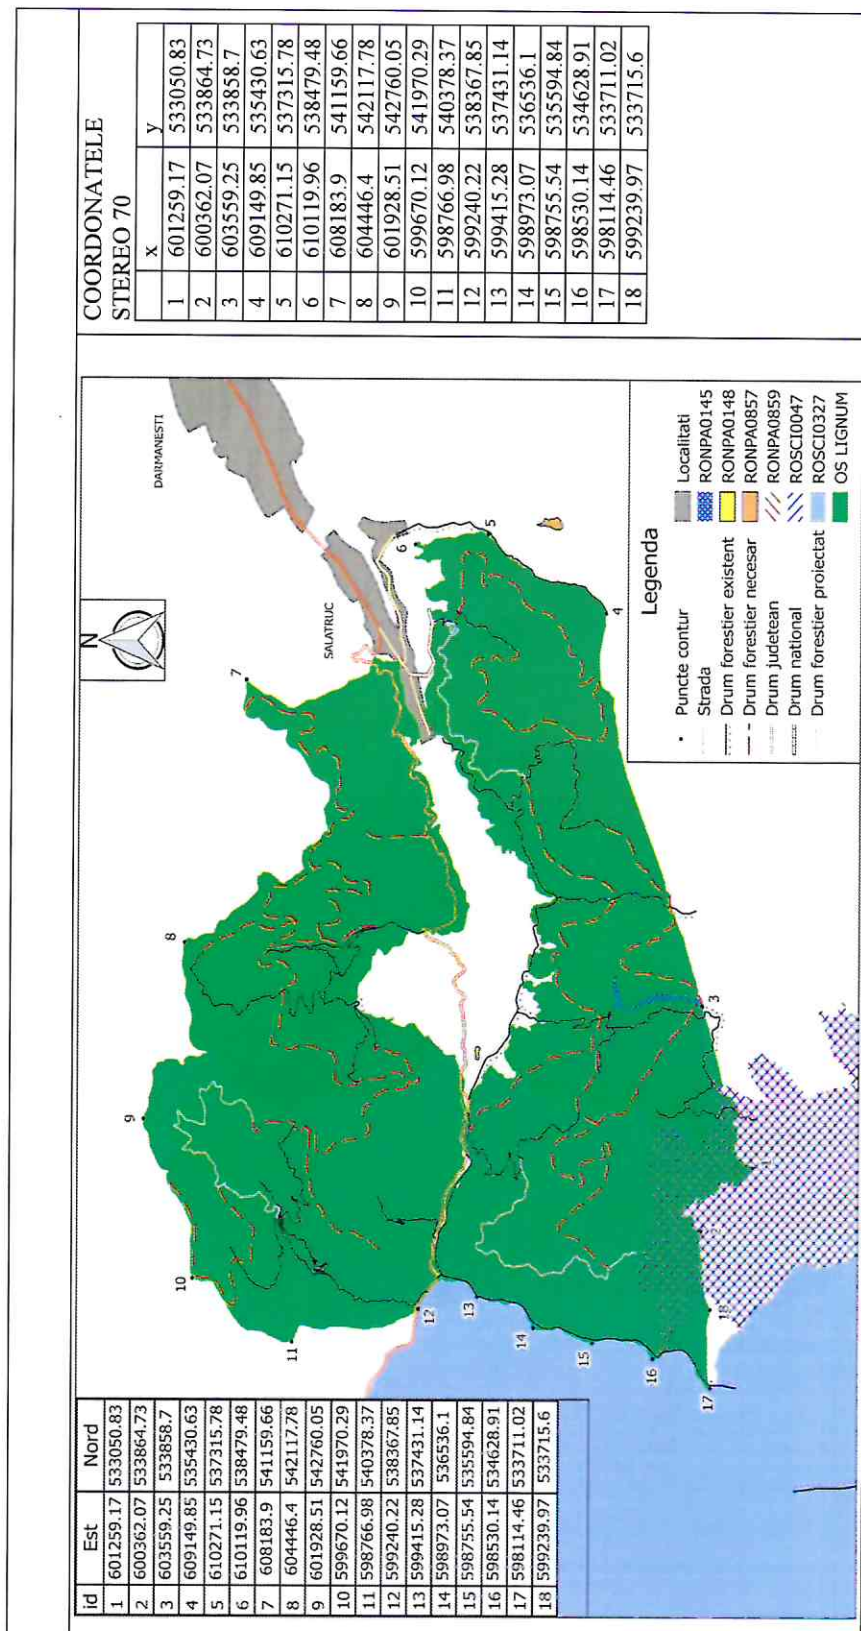 COORDONATELE
STEREO 70
x y
1 601259.17 533050.83
2 600362.07 533864.73
3 603559.25 533858.7
4 609149.85 535430.63
5 610271.15 537315.78
6 610119.96 538479.48
7 608183.9 541159.66
8 604446.4 542117.78
9 601928.51 542760.05
10 599670.12 541970.29
11 598766.98 540378.37
12 599240.22 538367.85
13 599415.28 537431.14
14 598973.07 536536.1
15 598755.54 535594.84
16 598530.14 534628.91
17 598114.46 533711.02
18 599239.97 533715.6
N
DARMANESTI
SALATRUC
7
8
9
10
11
12
13
14
15
16
17
18
1
2
3
4
5
6
Legenda
Puncte contur
Strada
Drum forestier existent
Drum forestier necesar
Drum judetean
Drum national
Drum forestier proiectat
Localitati
RONPA0145
RONPA0148
RONPA0857
RONPA0859
ROSCI0047
ROSCI0327
OS LIGNUM
id Est Nord
1 601259.17 533050.83
2 600362.07 533864.73
3 603559.25 533858.7
4 609149.85 535430.63
5 610271.15 537315.78
6 610119.96 538479.48
7 608183.9 541159.66
8 604446.4 542117.78
9 601928.51 542760.05
10 599670.12 541970.29
11 598766.98 540378.37
12 599240.22 538367.85
13 599415.28 537431.14
14 598973.07 536536.1
15 598755.54 535594.84
16 598530.14 534628.91
17 598114.46 533711.02
18 599239.97 533715.6